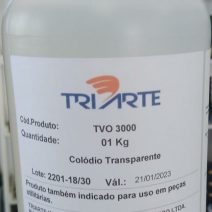 TRIARTE
Cód.Produto: TVO 3000
Quantidade: 01 Kg
Colódio Transparente
Lote: 2201-18/30 Vál.: 21/01/2023
Produto também indicado para uso em peças
utilitárias.
LTDA